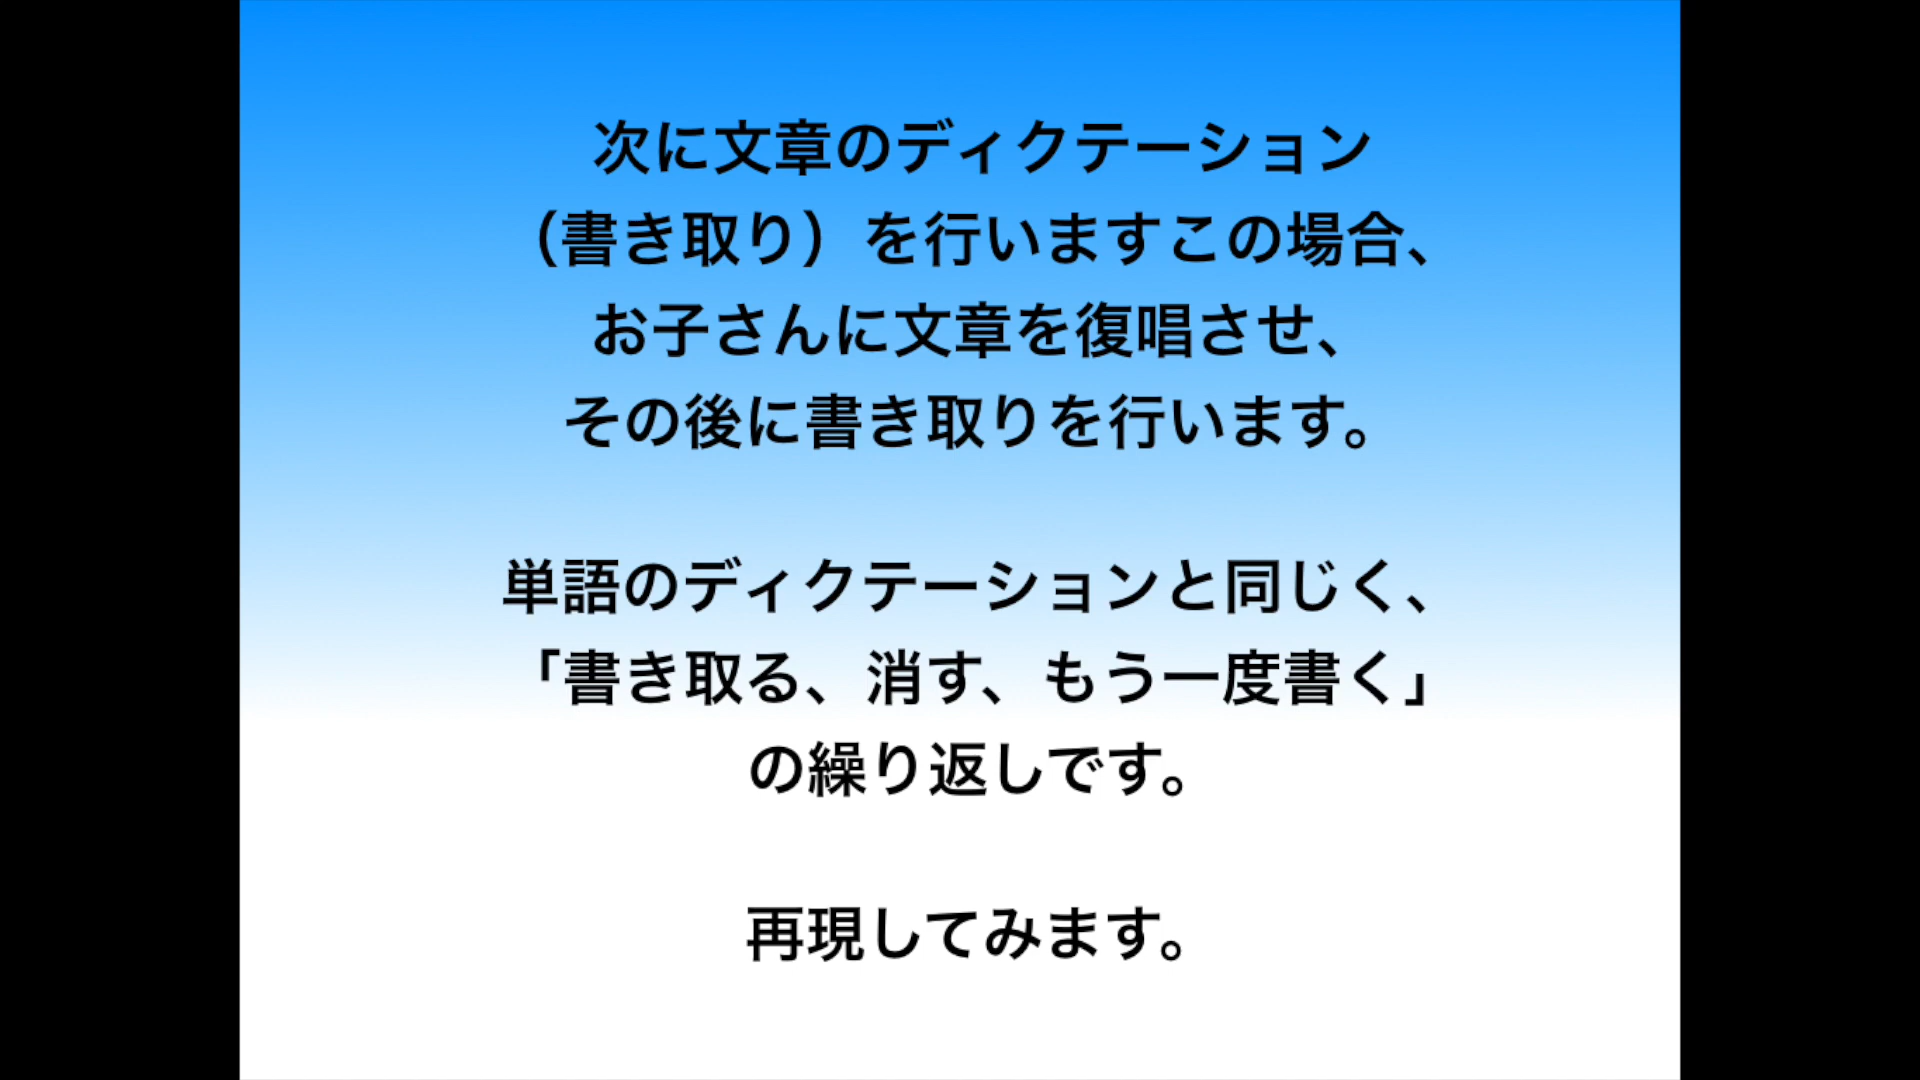 次に文章のディクテーション
（書き取り）を行いますこの場合、
お子さんに文章を復唱させ、
その後に書き取りを行います。
単語のディクテーションと同じく、
「書き取る、消す、もう一度書く」
の繰り返しです。
再現してみます。